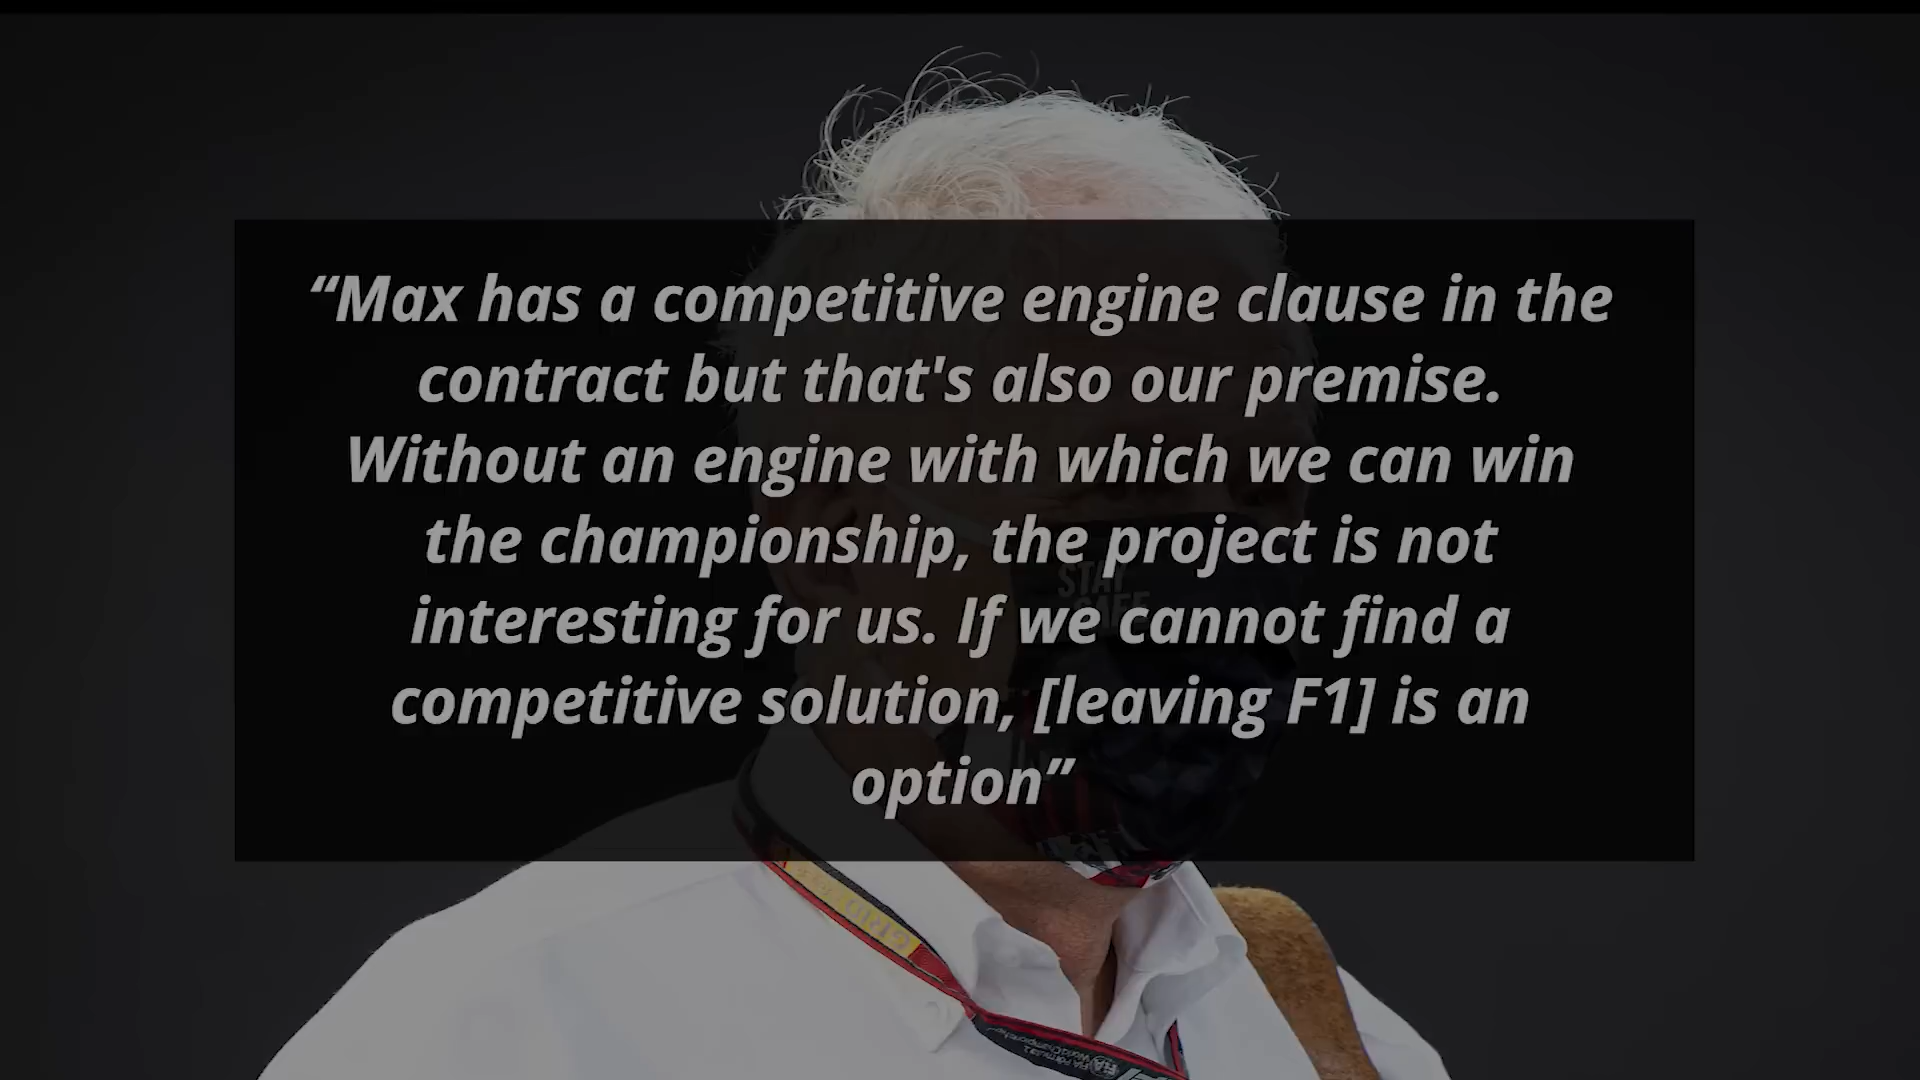 “Max has a competitive engine clause in the
contract but that's also our premise.
Without an engine with which we can win
the championship, the project is not
interesting for us. If we cannot find a
competitive solution, [leaving F1] is an
option”
STAY
SAFE